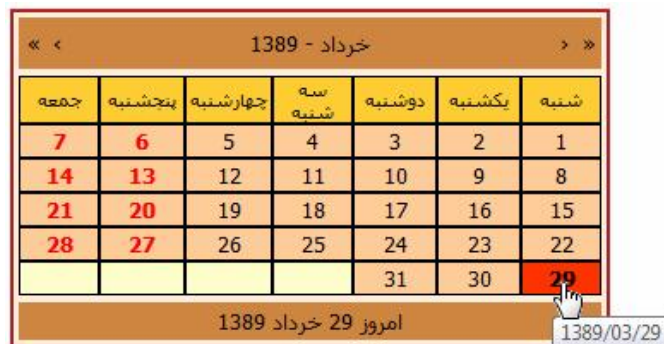 « ‹ خرداد - 1389 › »
شنبه یکشنبه دوشنبه سه شنبه چهارشنبه پنجشنبه جمعه
1 2 3 4 5 6 7
8 9 10 11 12 13 14
15 16 17 18 19 20 21
22 23 24 25 26 27 28
29 30 31
امروز 29 خرداد 1389
1389/03/29